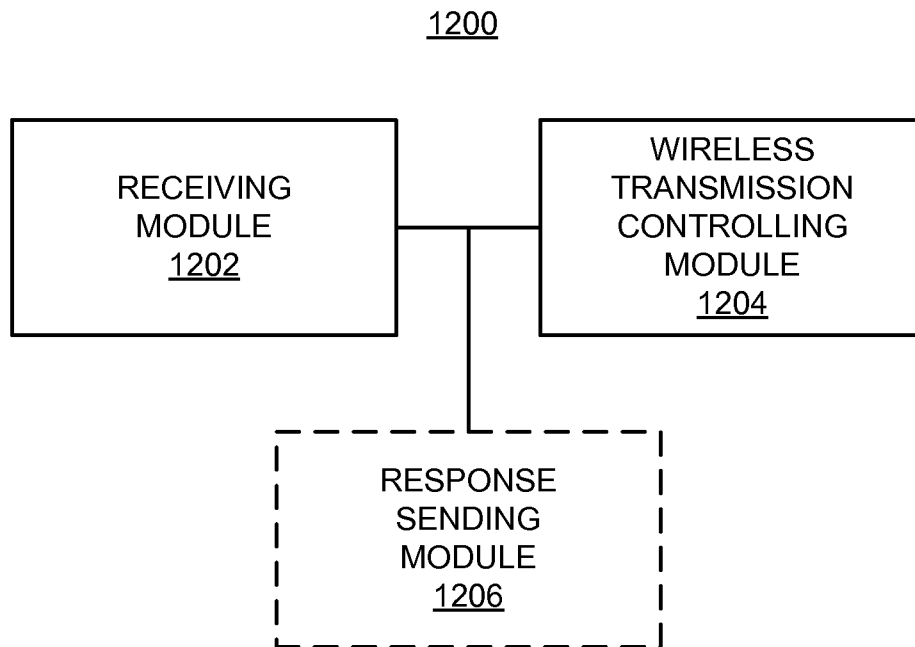 1200
RECEIVING
MODULE
1202
WIRELESS
TRANSMISSION
CONTROLLING
MODULE
1204
RESPONSE
SENDING
MODULE
1206